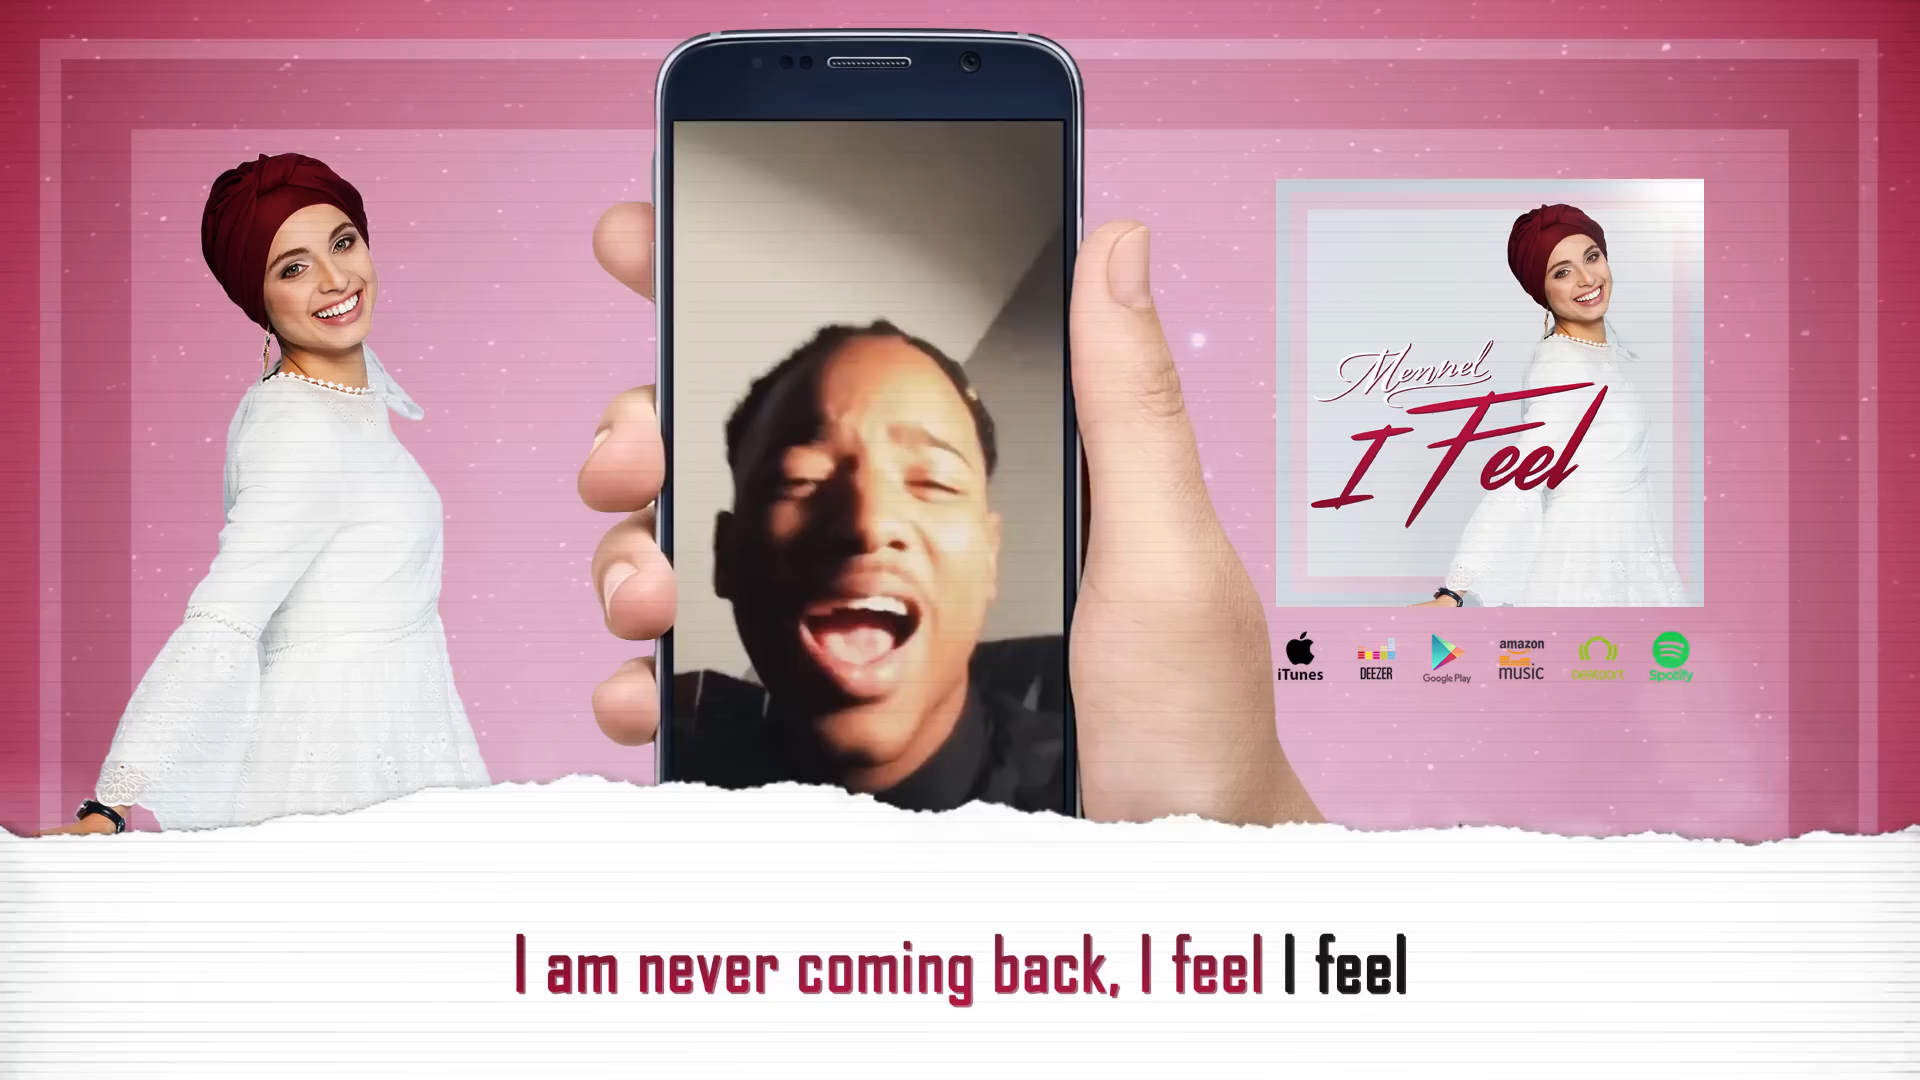 Mennel
I Feel
iTunes
DEEZER
Google Play
amazon
music
beatport
Spotify
I am never coming back, I feel I feel